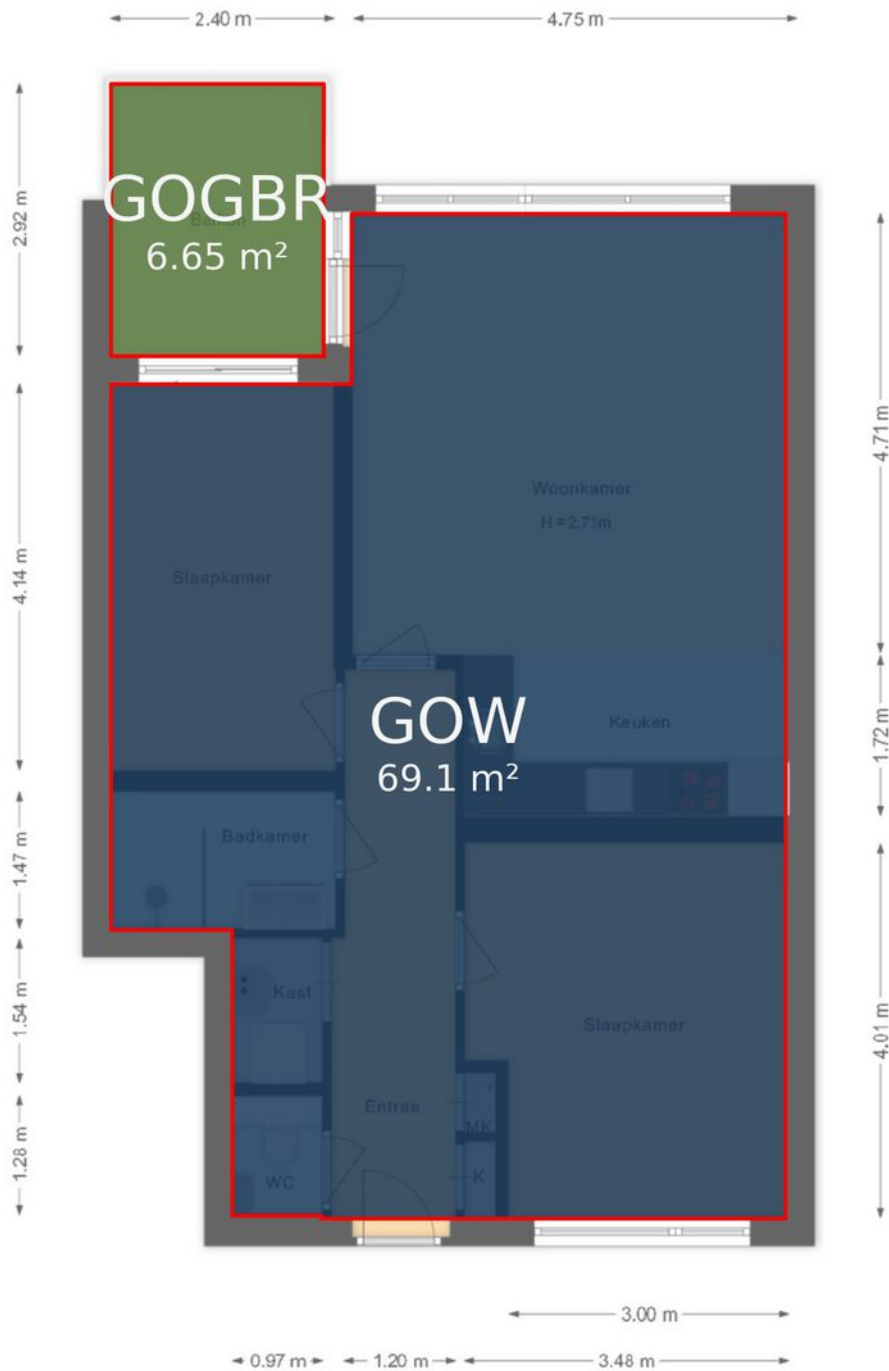 2.40 m
4.75 m
2.92 m
GOGBR
Balkon
6.65 m²
4.71 m
Woonkamer
H = 2.73m
4.14 m
Slaapkamer
GOW
69.1 m²
Keuken
1.72 m
Badkamer
1.47 m
Kast
1.54 m
Slaapkamer
4.01 m
Entree
MK
1.28 m
WC
K
3.00 m
0.97 m
1.20 m
3.48 m